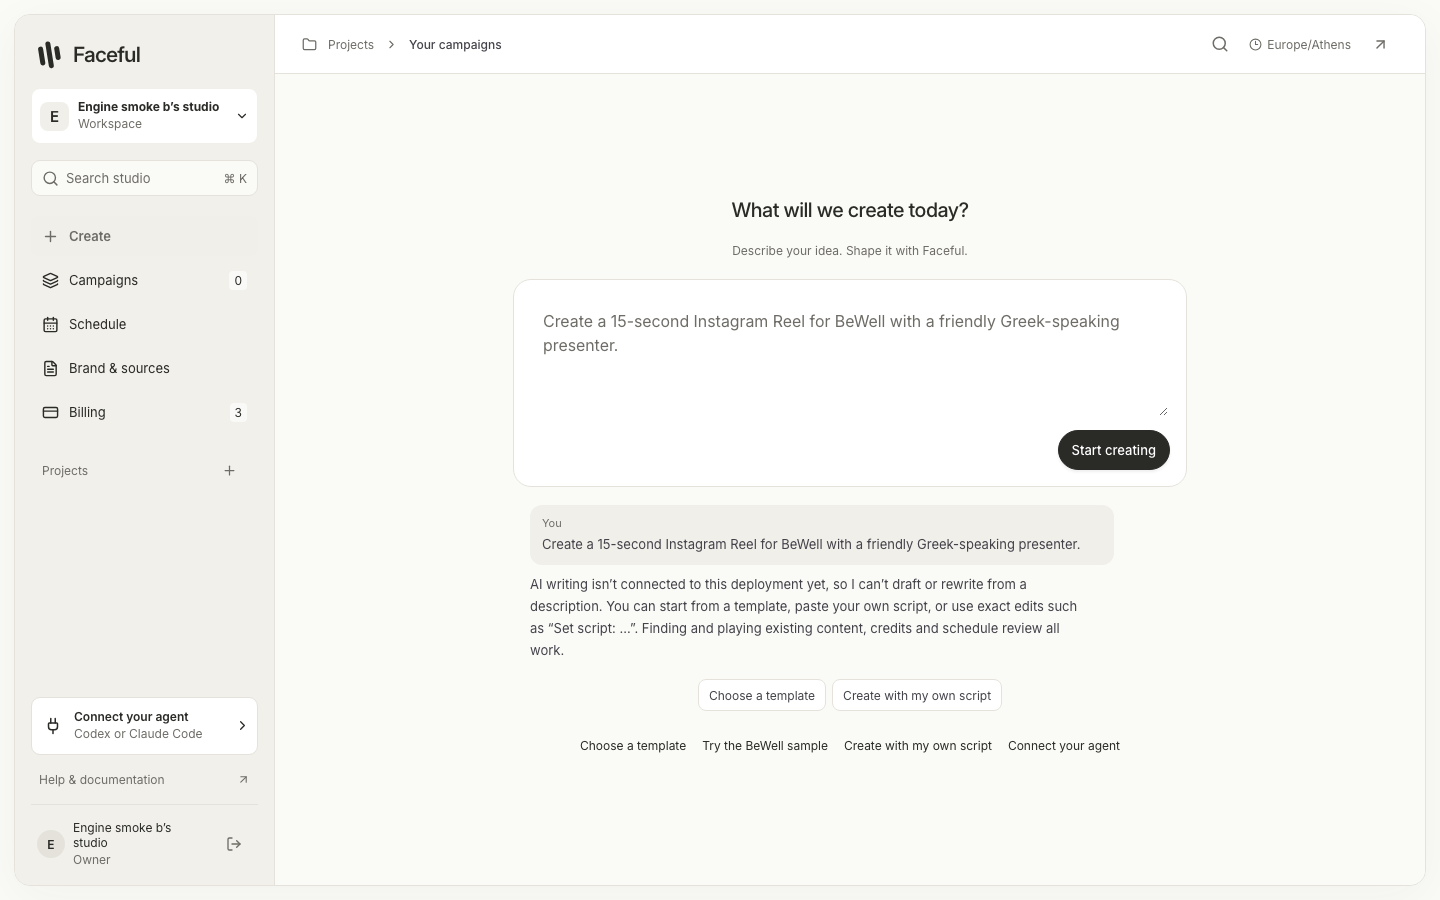 Faceful
E
Engine smoke b’s studio
Workspace
Search studio
⌘ K
Create
Campaigns
0
Schedule
Brand & sources
Billing
3
Projects
Connect your agent
Codex or Claude Code
Help & documentation
E
Engine smoke b’s
studio
Owner
Projects
Your campaigns
Europe/Athens
What will we create today?
Describe your idea. Shape it with Faceful.
Create a 15-second Instagram Reel for BeWell with a friendly Greek-speaking
presenter.
Start creating
You
Create a 15-second Instagram Reel for BeWell with a friendly Greek-speaking presenter.
AI writing isn’t connected to this deployment yet, so I can’t draft or rewrite from a
description. You can start from a template, paste your own script, or use exact edits such
as “Set script: …”. Finding and playing existing content, credits and schedule review all
work.
Choose a template
Create with my own script
Choose a template
Try the BeWell sample
Create with my own script
Connect your agent